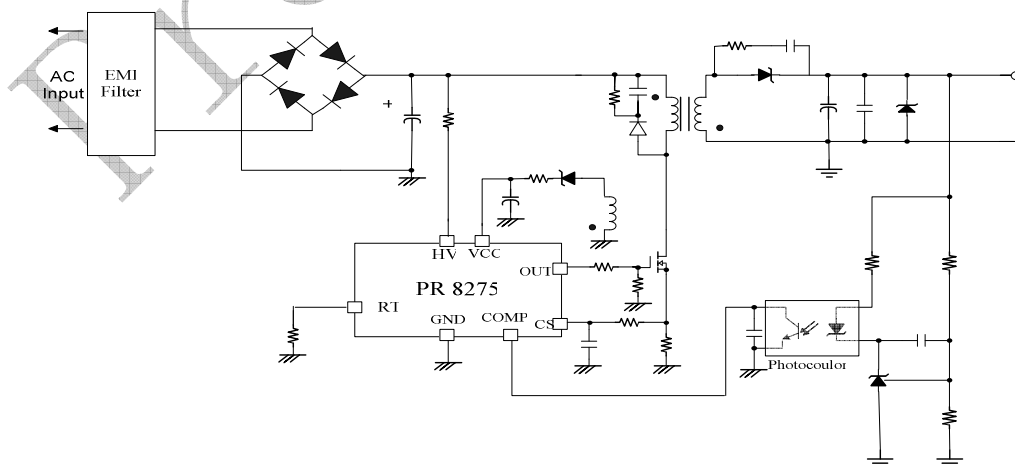 AC
Input
EMI
Filter
+
HV VCC
OUT
PR 8275
RT
GND COMP CS
Photocoulor